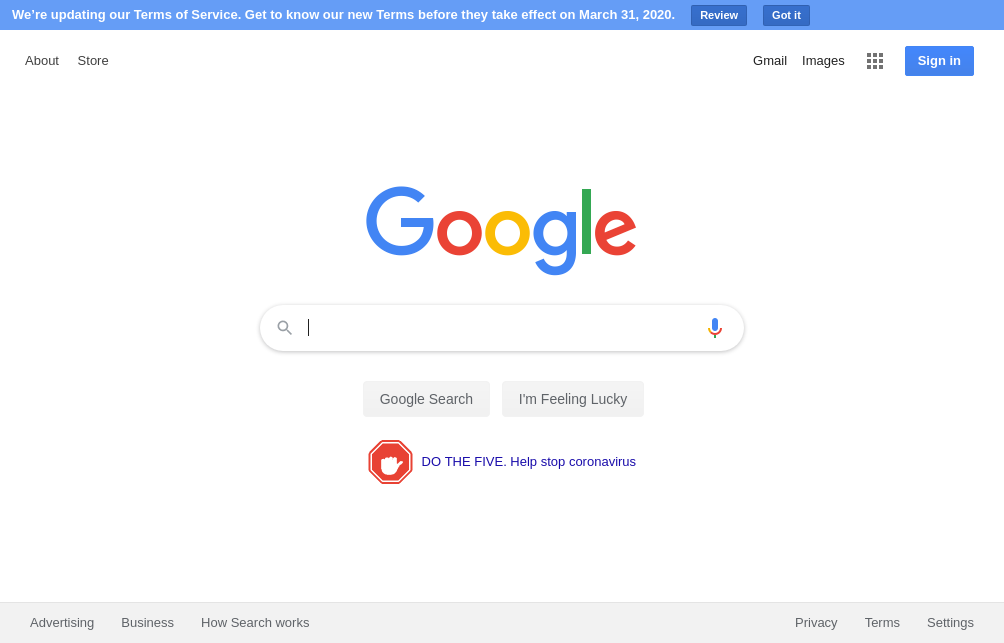 We're updating our Terms of Service. Get to know our new Terms before they take effect on March 31, 2020. Review Got it
About Store Gmail Images Sign in
Google
Google Search I'm Feeling Lucky
DO THE FIVE. Help stop coronavirus
Advertising Business How Search works Privacy Terms Settings